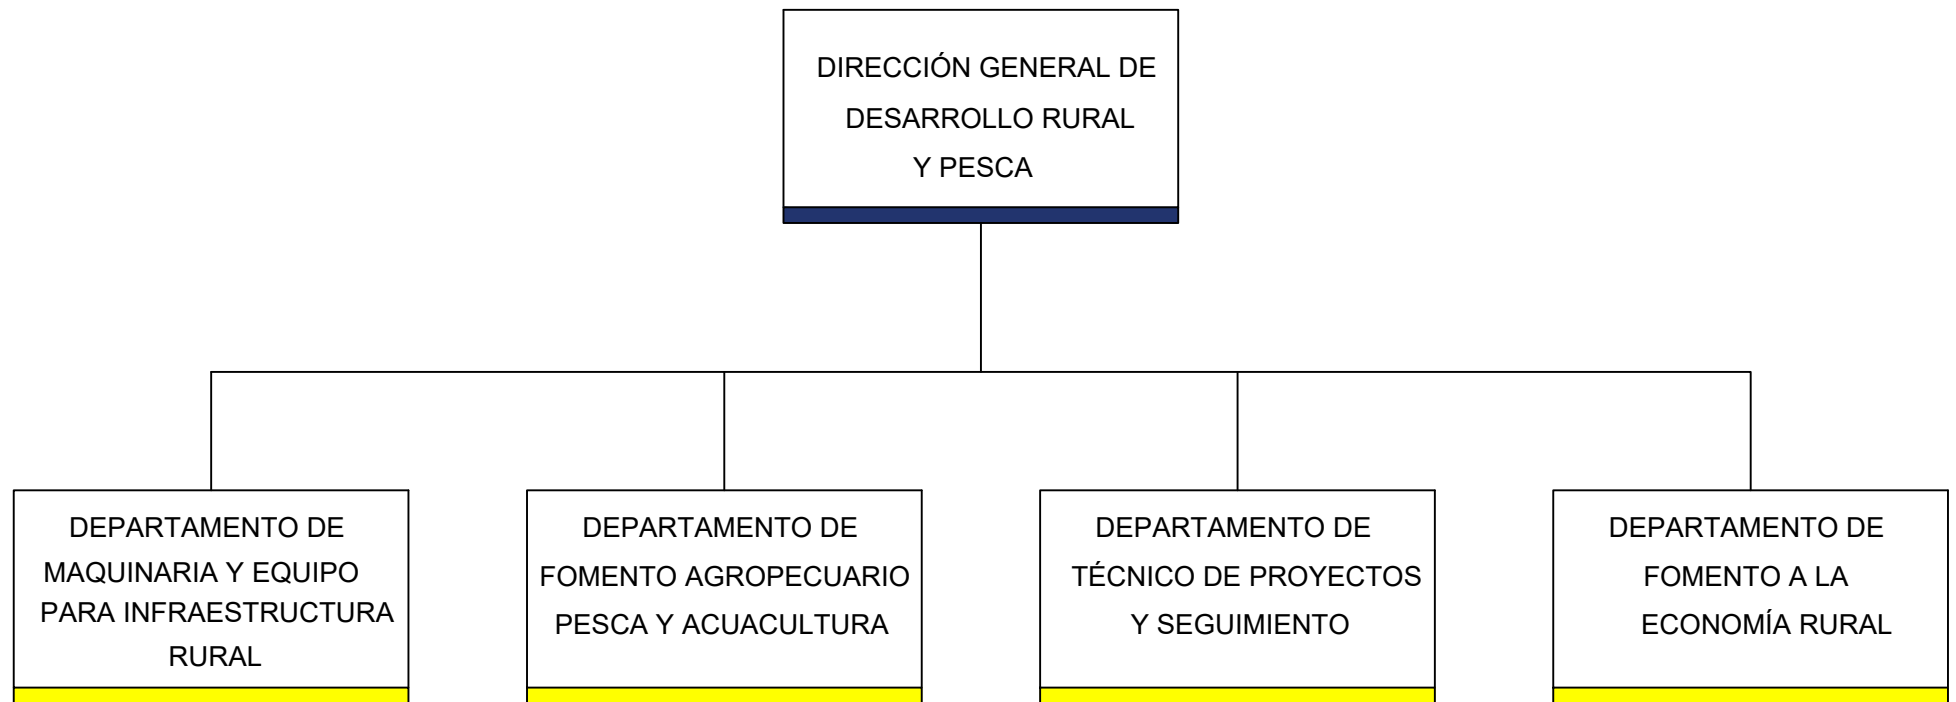 DIRECCIÓN GENERAL DE
DESARROLLO RURAL
Y PESCA
DEPARTAMENTO DE
MAQUINARIA Y EQUIPO
PARA INFRAESTRUCTURA
RURAL
DEPARTAMENTO DE
FOMENTO AGROPECUARIO
PESCA Y ACUACULTURA
DEPARTAMENTO DE
TÉCNICO DE PROYECTOS
Y SEGUIMIENTO
DEPARTAMENTO DE
FOMENTO A LA
ECONOMÍA RURAL